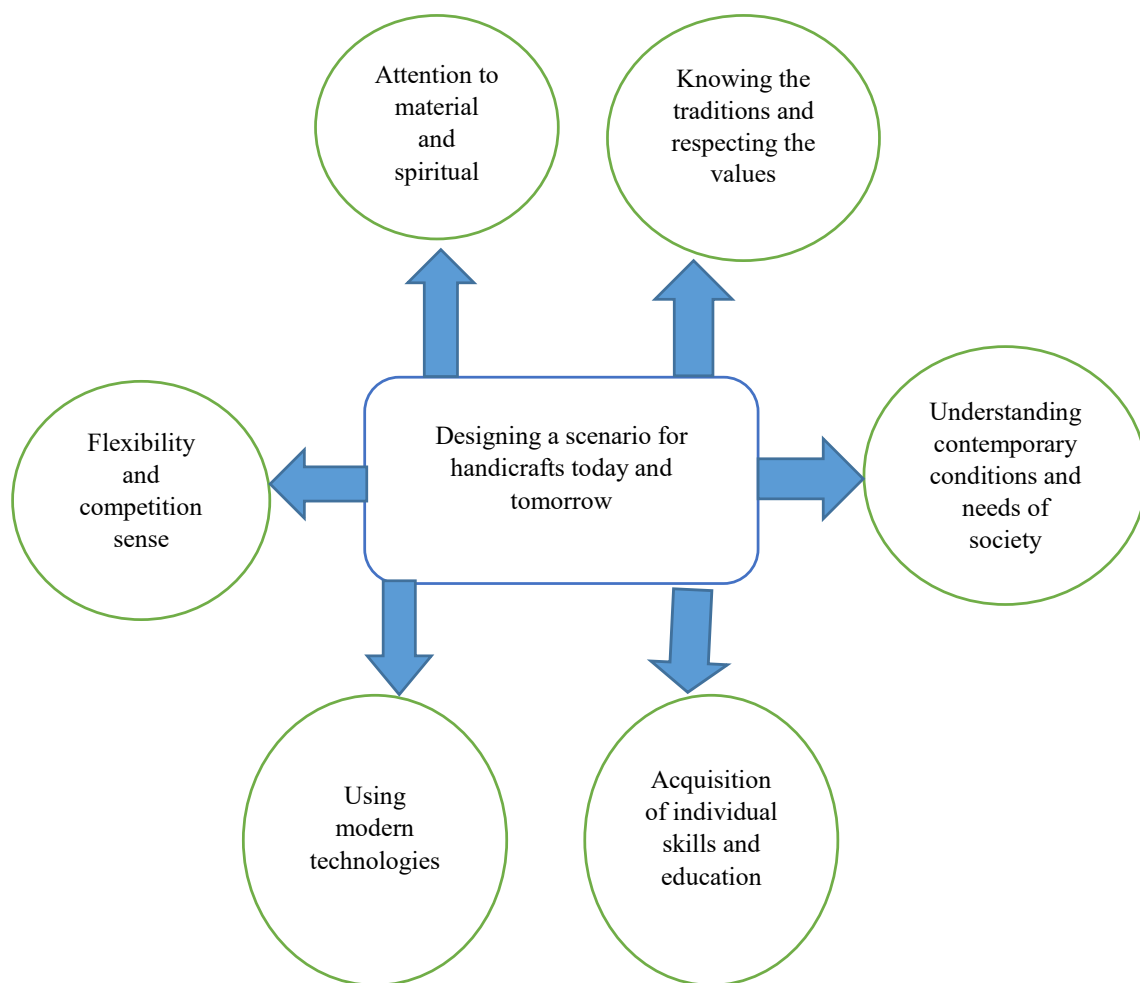 Attention to
material
and
spiritual
Knowing the
traditions and
respecting the
values
Designing a scenario for
handicrafts today and
tomorrow
Understanding
contemporary
conditions and
needs of
society
Flexibility
and
competition
sense
Using
modern
technologies
Acquisition
of individual
skills and
education